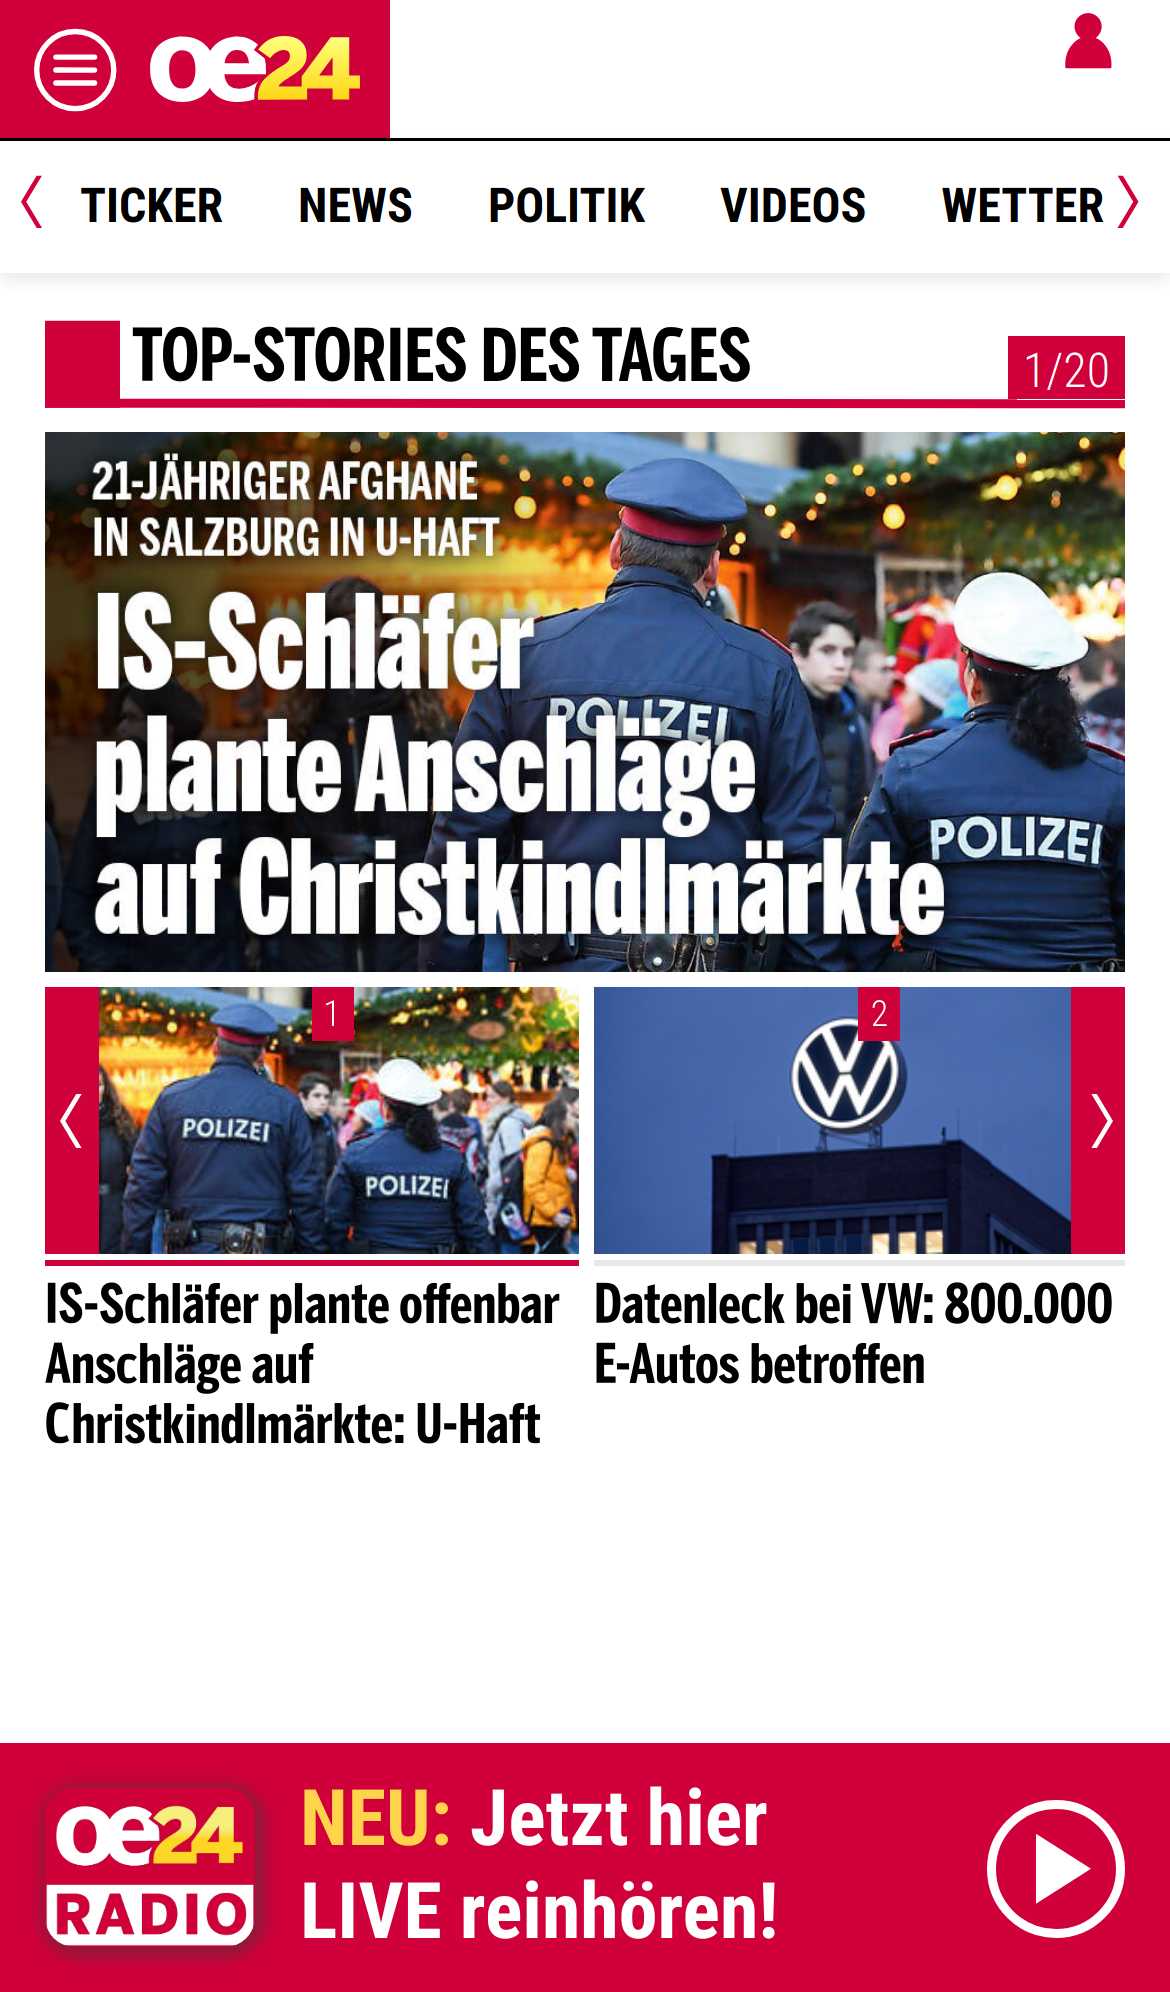 oe24
TICKER NEWS POLITIK VIDEOS WETTER
TOP-STORIES DES TAGES
1/20
21-JÄHRIGER AFGHANE
IN SALZBURG IN U-HAFT
IS-Schläfer
plante Anschläge
auf Christkindlmärkte
POLIZEI
POLIZEI
1
POLIZEI
POLIZEI
2
IS-Schläfer plante offenbar
Anschläge auf
Christkindlmärkte: U-Haft
Datenleck bei VW: 800.000
E-Autos betroffen
oe24
RADIO
NEU: Jetzt hier
LIVE reinhören!